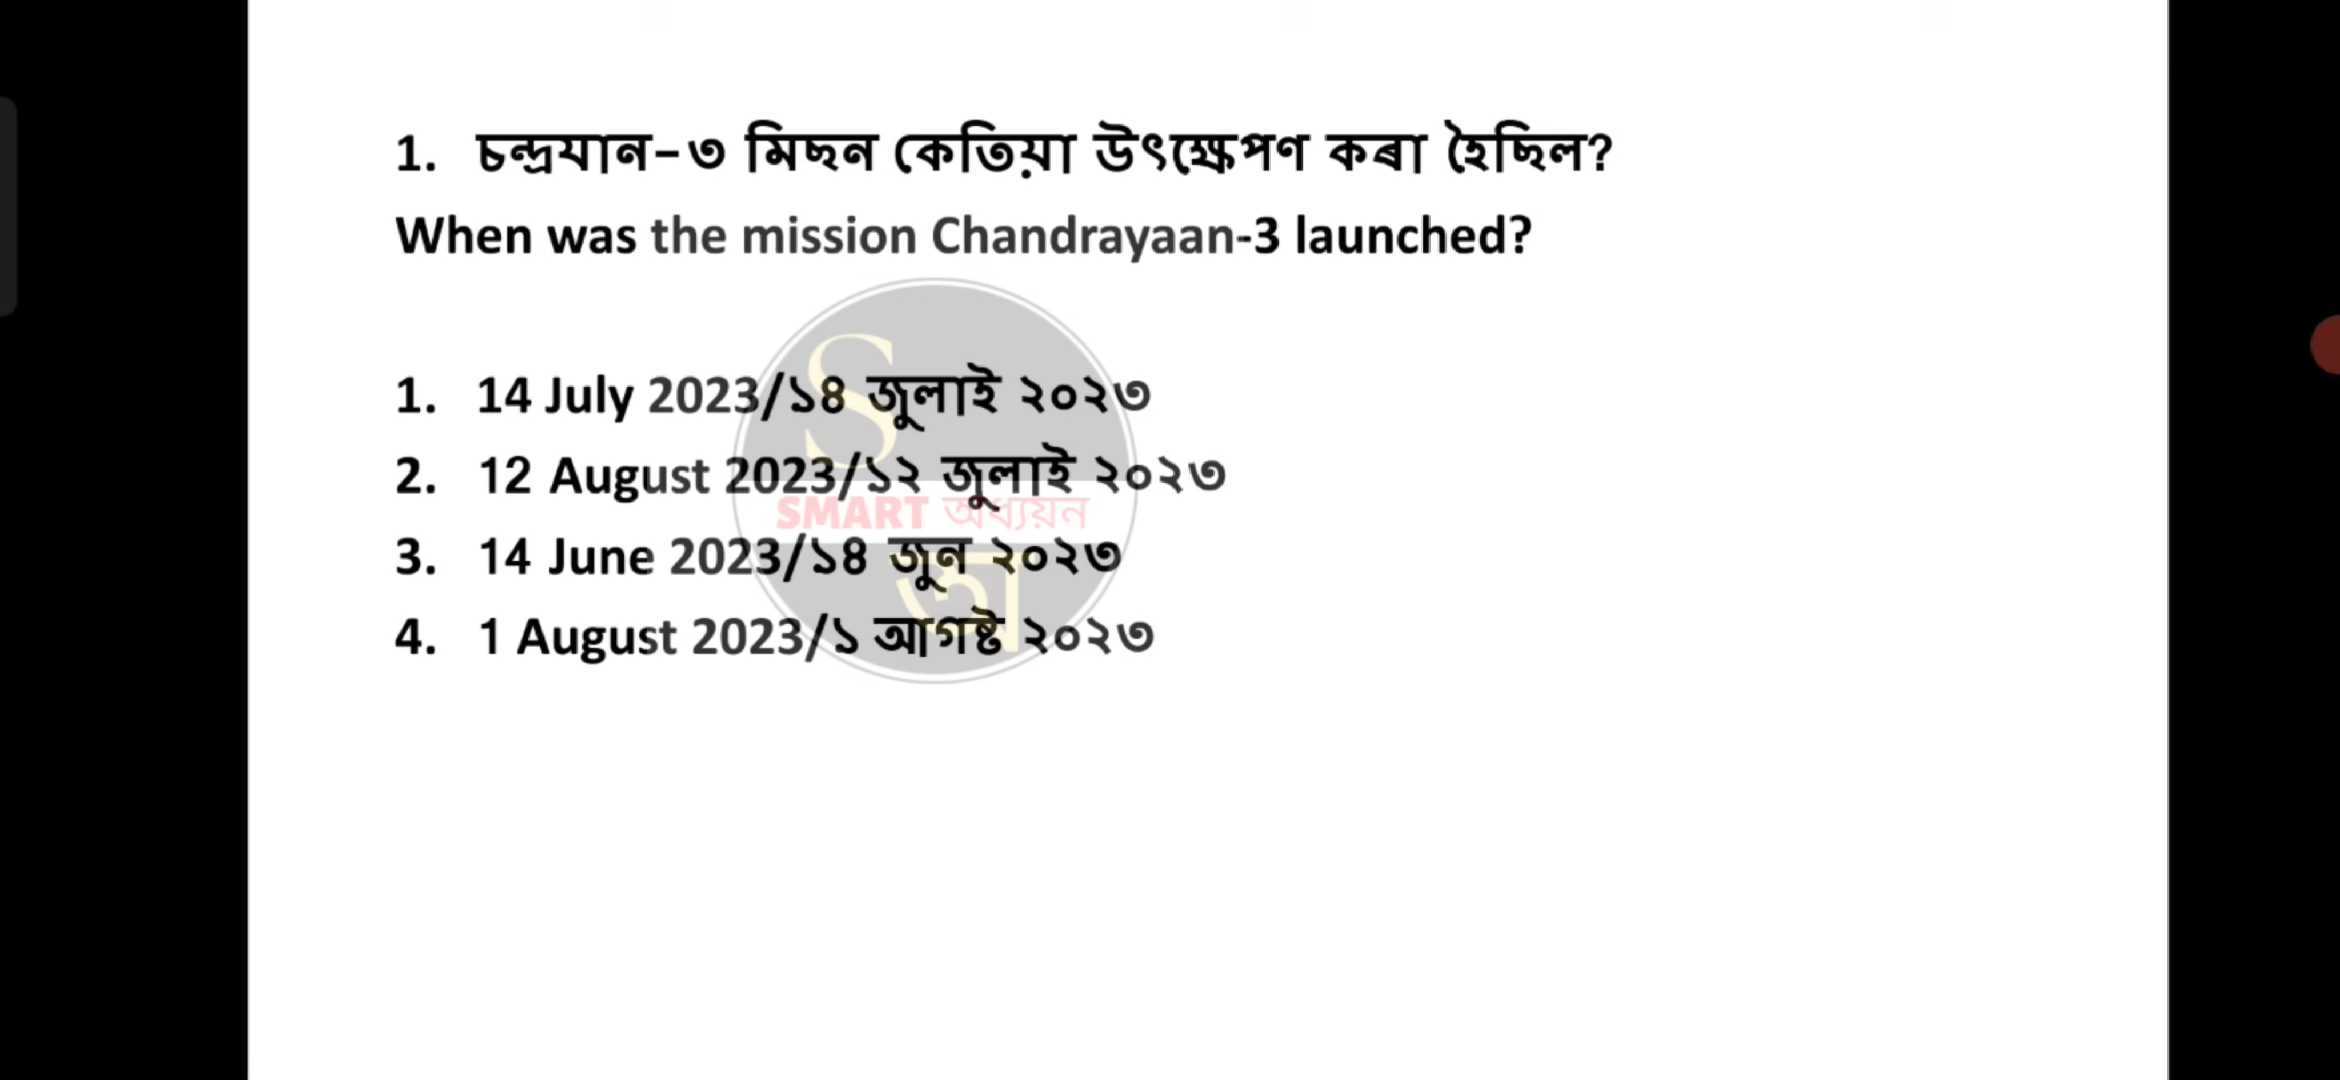 1. চন্দ্ৰযান-৩ মিছন কেতিয়া উৎক্ষেপণ কৰা হৈছিল?
When was the mission Chandrayaan-3 launched?
1. 14 July 2023/১৪ জুলাই ২০২৩
2. 12 August 2023/১২ জুলাই ২০২৩
SMART অধ্যয়ন
3. 14 June 2023/১৪ জুন ২০২৩
4. 1 August 2023/১ আগষ্ট ২০২৩